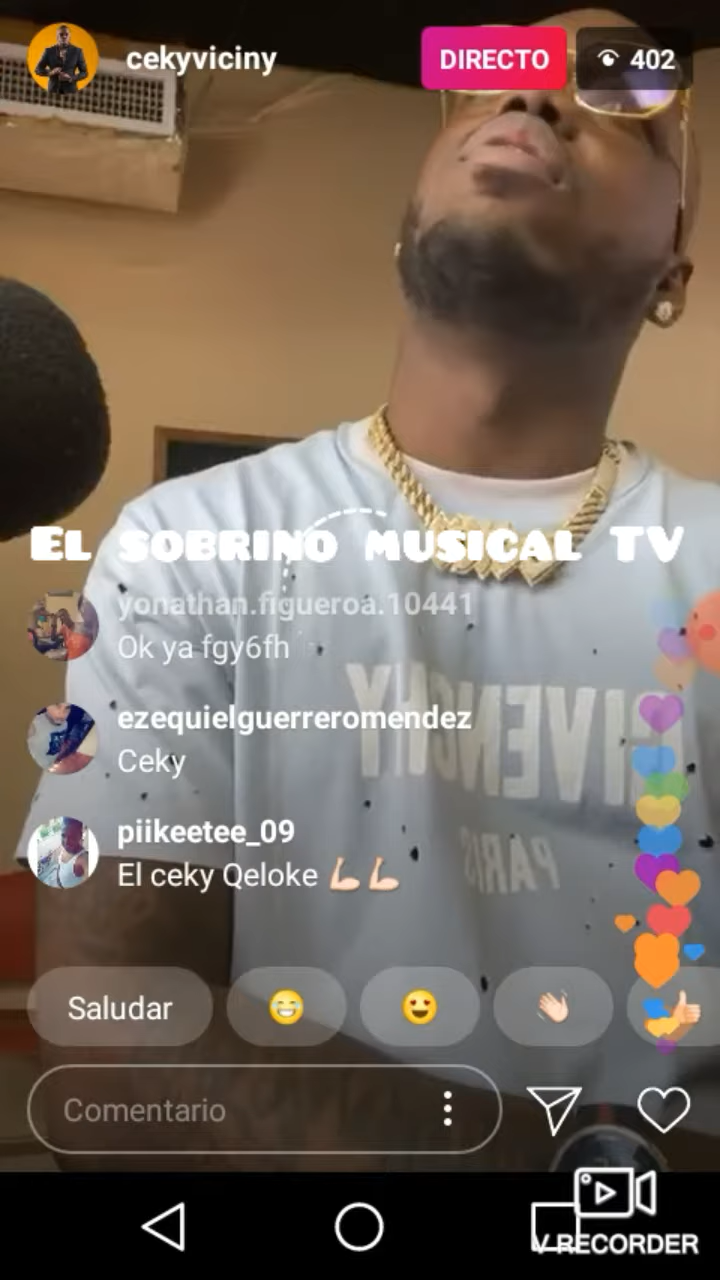 cekyviciny
DIRECTO
402
EL SOBRINO MUSICAL TV
yonathan.figueroa.10441
Ok ya fgy6fh
ezequielguerreromendez
Ceky
GIVENCHY
PARIS
piikeetee_09
El ceky Qeloke 💪🏻💪🏻
Saludar
Comentario
V RECORDER